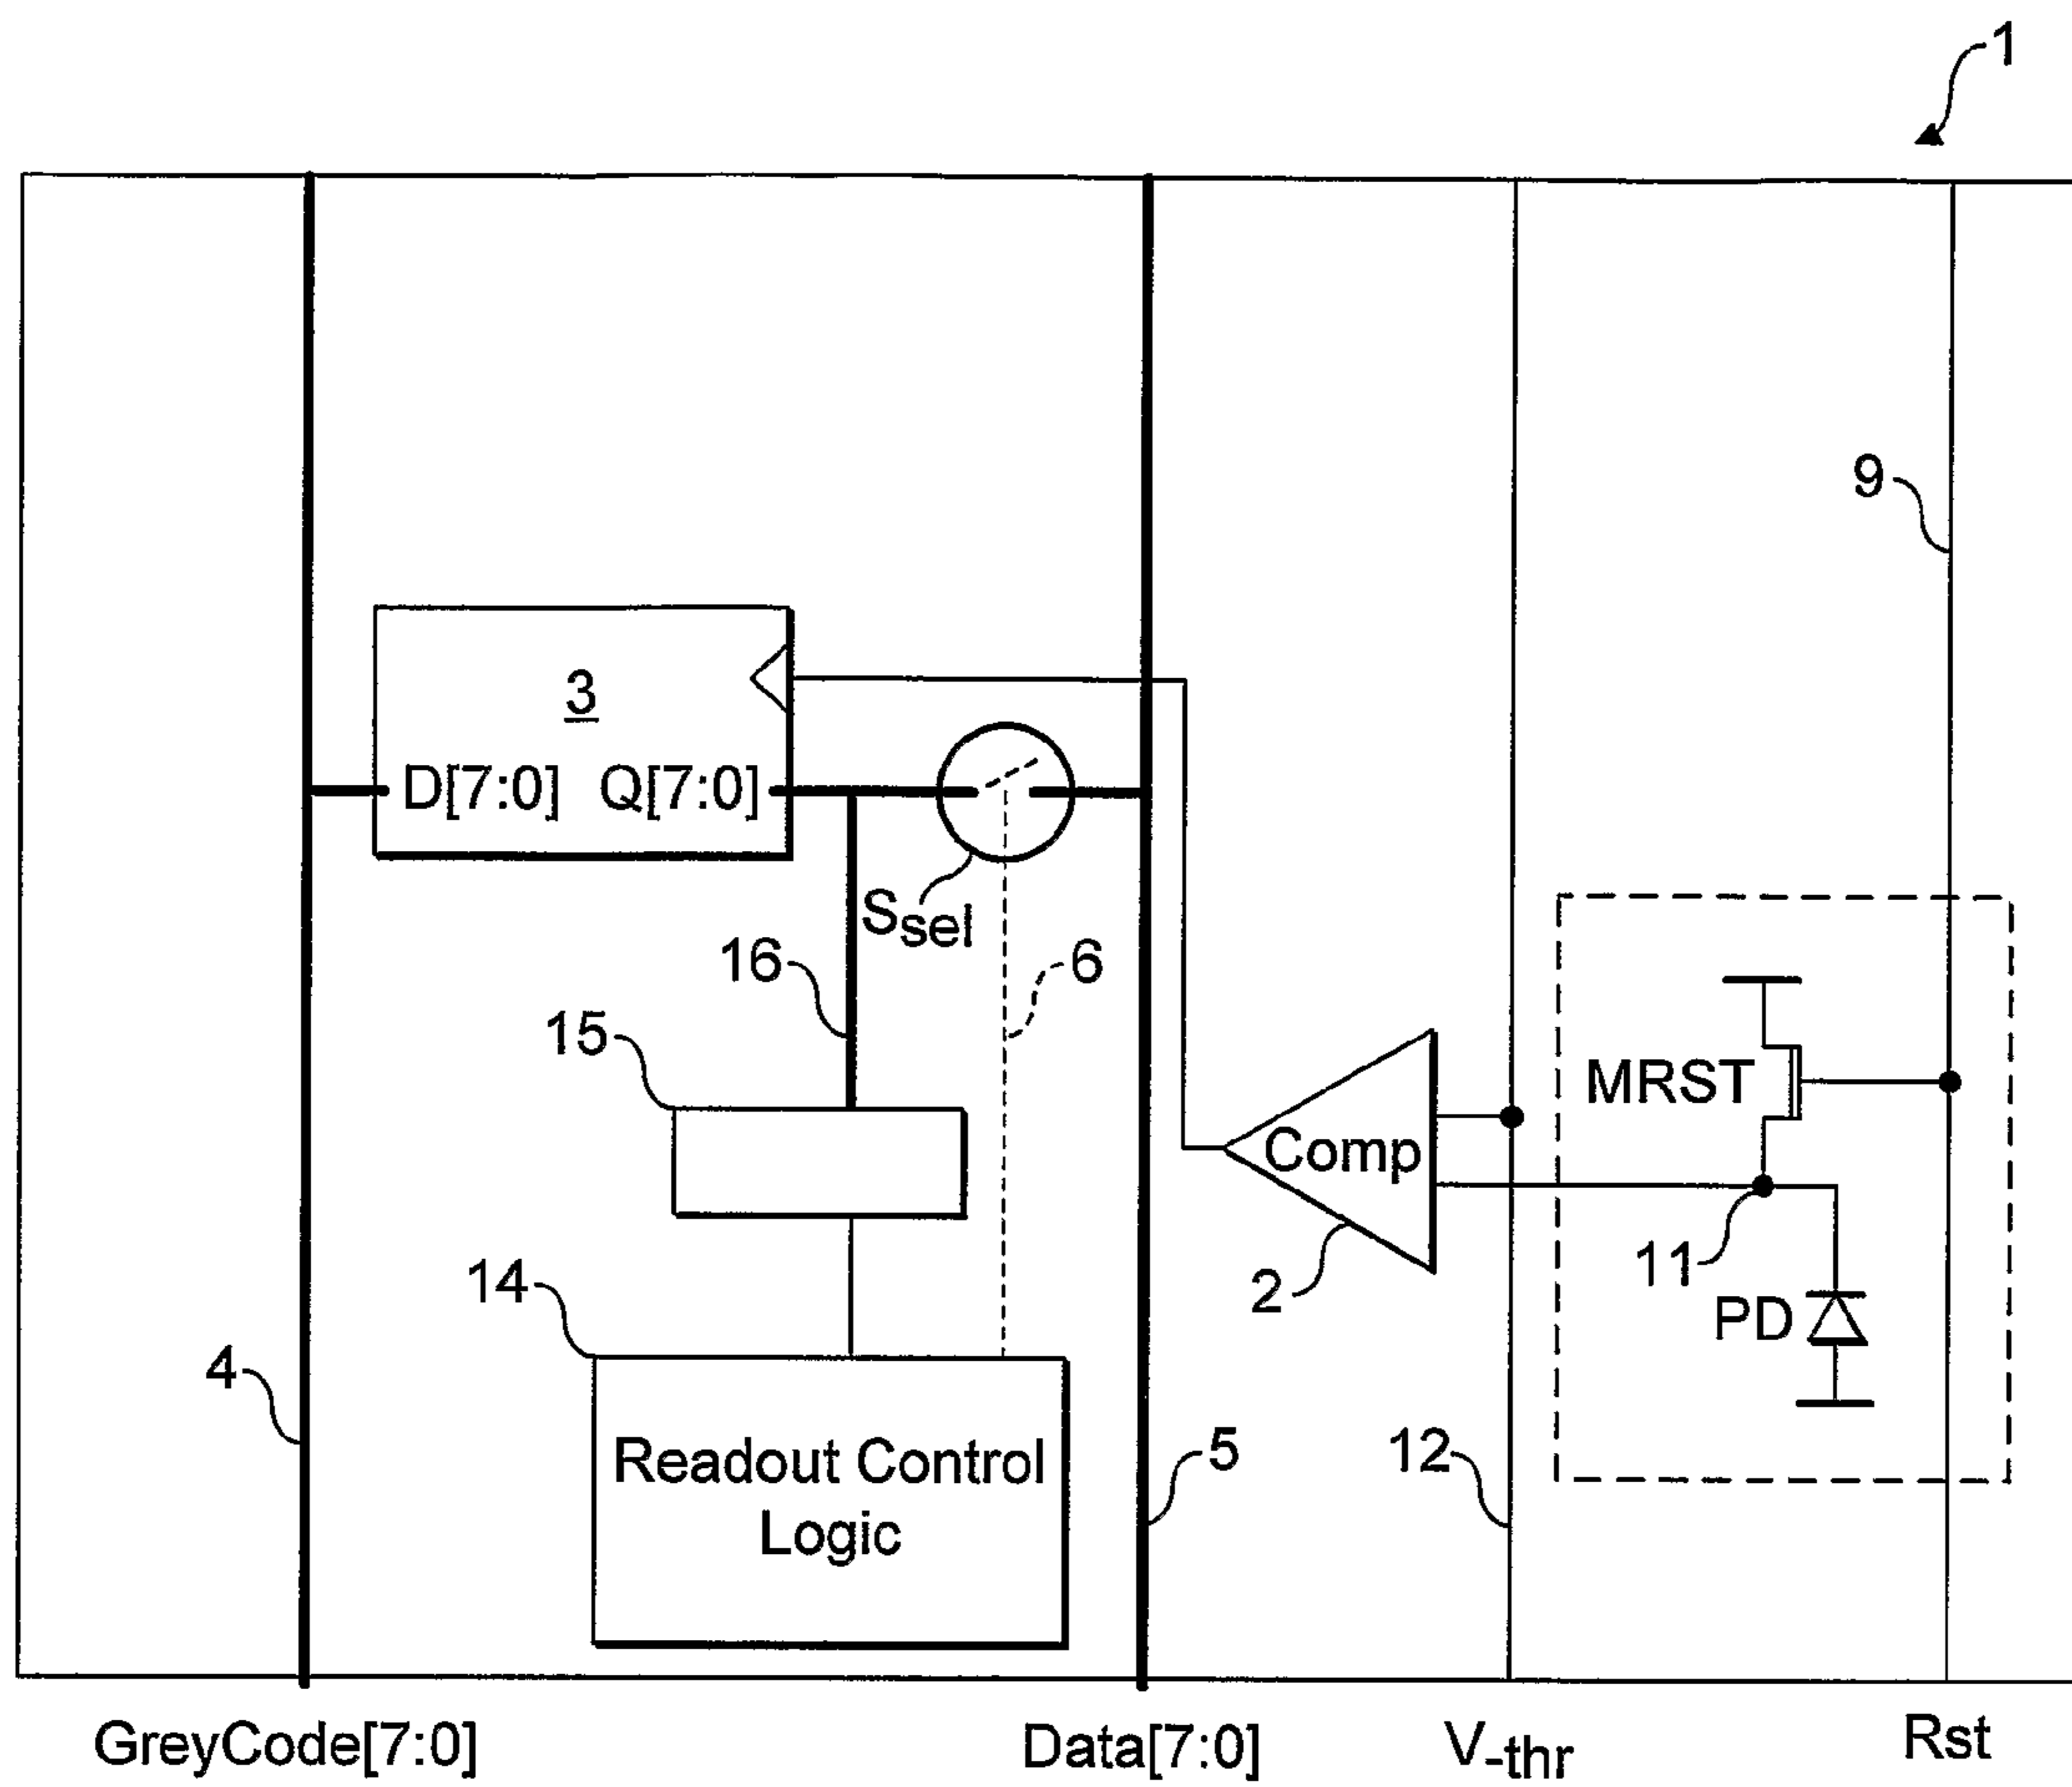 1
9
3
D[7:0] Q[7:0]
Ssel
16
6
15
MRST
Comp
11
14
2
PD
4
5
12
Readout Control
Logic
GreyCode[7:0]
Data[7:0]
V-thr
Rst